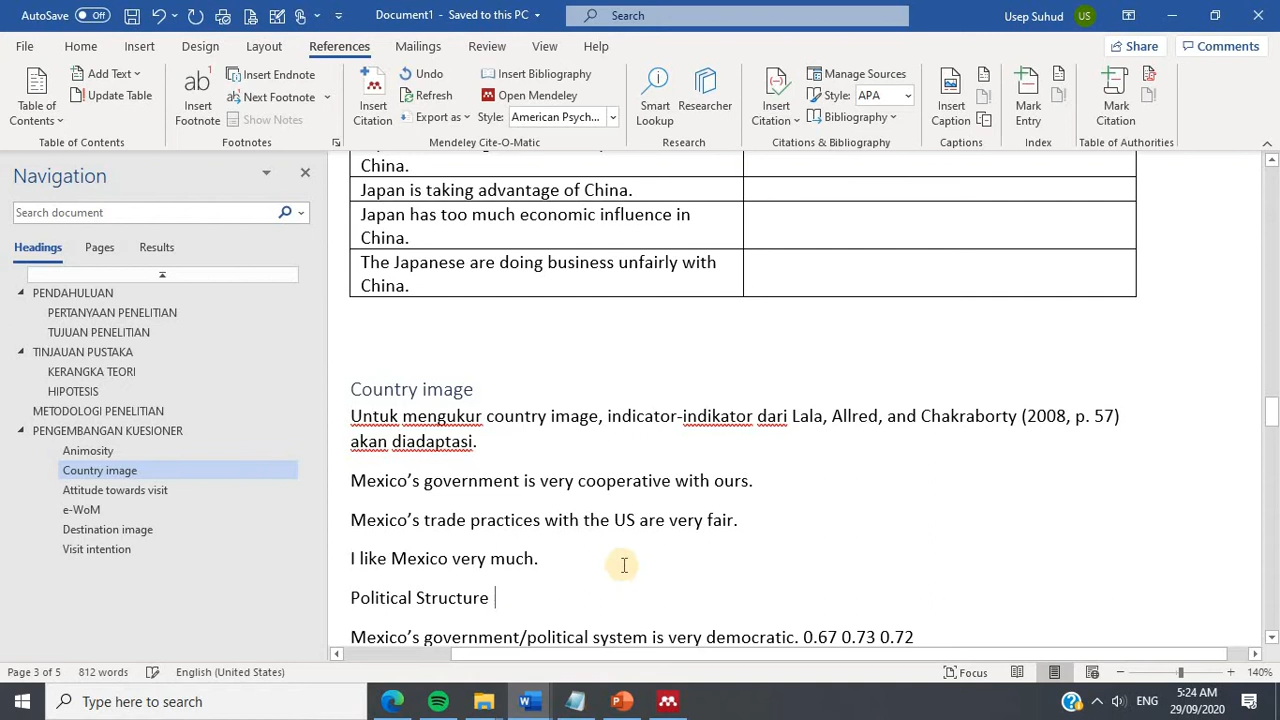 AutoSave Off Document1 - Saved to this PC Search Usep Suhud US
File Home Insert Design Layout References Mailings Review View Help Share Comments
Table of Contents
Add Text
Update Table
Table of Contents
ab
Insert Footnote
Insert Endnote
Next Footnote
Show Notes
Footnotes
Insert Citation
Undo
Refresh
Export as
Insert Bibliography
Open Mendeley
Style: American Psych...
Mendeley Cite-O-Matic
Smart Lookup
Researcher
Research
Insert Citation
Manage Sources
Style: APA
Bibliography
Citations & Bibliography
Insert Caption
Captions
Mark Entry
Index
Mark Citation
Table of Authorities
Navigation
Search document
Headings Pages Results
PENDAHULUAN
PERTANYAAN PENELITIAN
TUJUAN PENELITIAN
TINJAUAN PUSTAKA
KERANGKA TEORI
HIPOTESIS
METODOLOGI PENELITIAN
PENGEMBANGAN KUESIONER
Animosity
Country image
Attitude towards visit
e-WoM
Destination image
Visit intention
China.
Japan is taking advantage of China.
Japan has too much economic influence in
China.
The Japanese are doing business unfairly with
China.
Country image
Untuk mengukur country image, indicator-indikator dari Lala, Allred, and Chakraborty (2008, p. 57)
akan diadaptasi.
Mexico’s government is very cooperative with ours.
Mexico’s trade practices with the US are very fair.
I like Mexico very much.
Political Structure
Mexico’s government/political system is very democratic. 0.67 0.73 0.72
Page 3 of 5 812 words English (United States) Focus 140%
Type here to search ENG 5:24 AM
29/09/2020